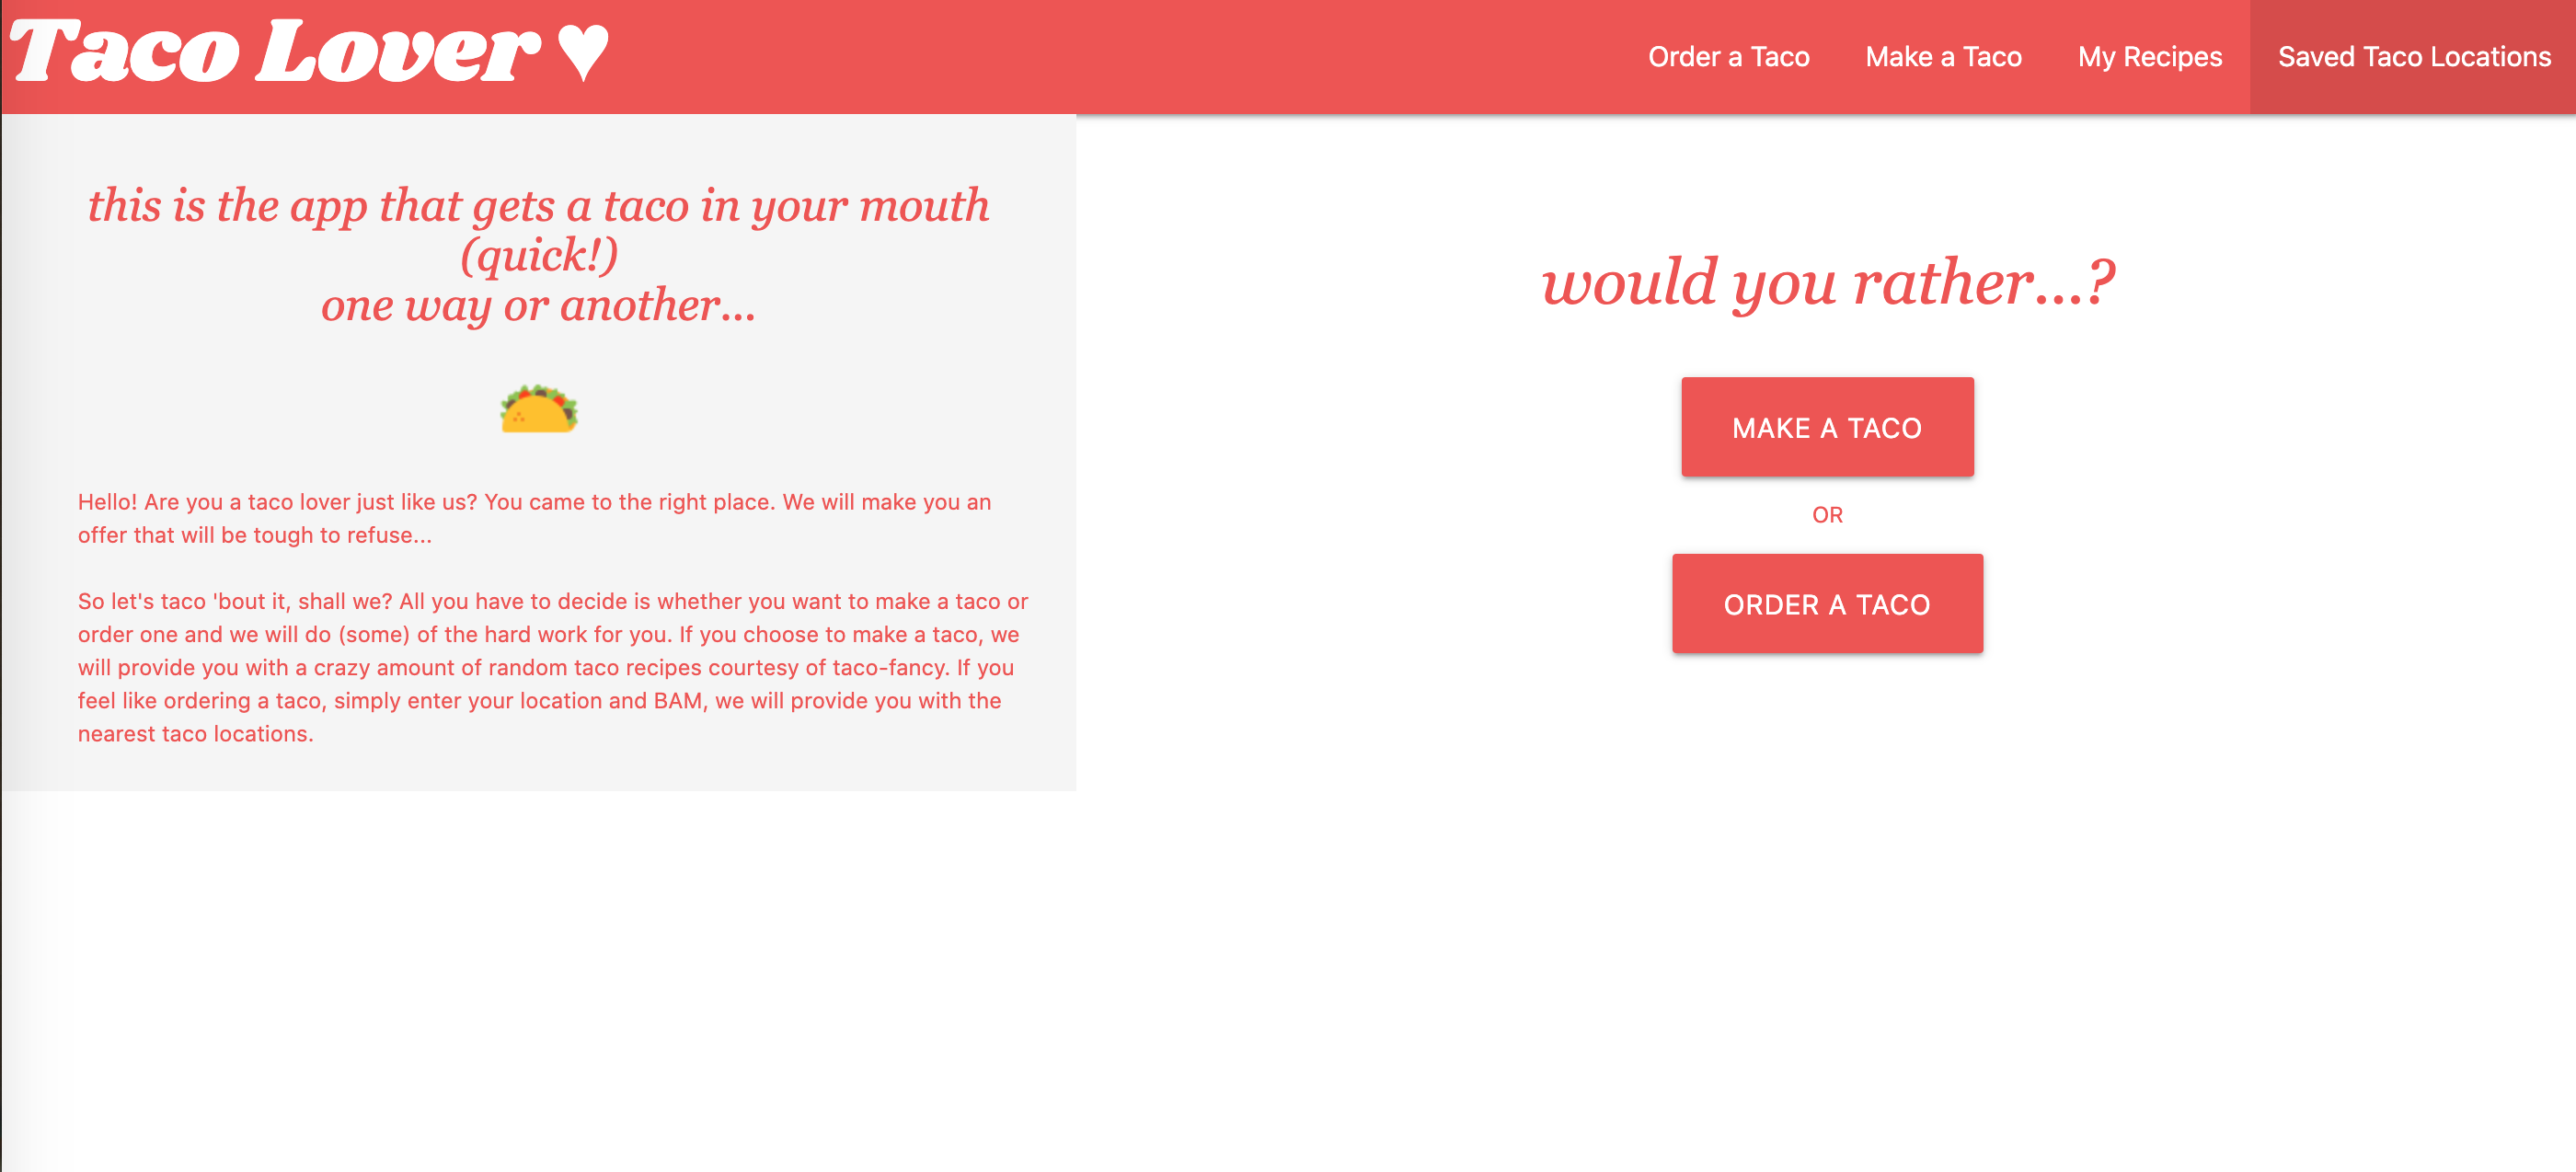 Taco Lover ♥
Order a Taco
Make a Taco
My Recipes
Saved Taco Locations
this is the app that gets a taco in your mouth
(quick!)
one way or another...
Hello! Are you a taco lover just like us? You came to the right place. We will make you an
offer that will be tough to refuse...
So let's taco 'bout it, shall we? All you have to decide is whether you want to make a taco or
order one and we will do (some) of the hard work for you. If you choose to make a taco, we
will provide you with a crazy amount of random taco recipes courtesy of taco-fancy. If you
feel like ordering a taco, simply enter your location and BAM, we will provide you with the
nearest taco locations.
would you rather...?
MAKE A TACO
OR
ORDER A TACO